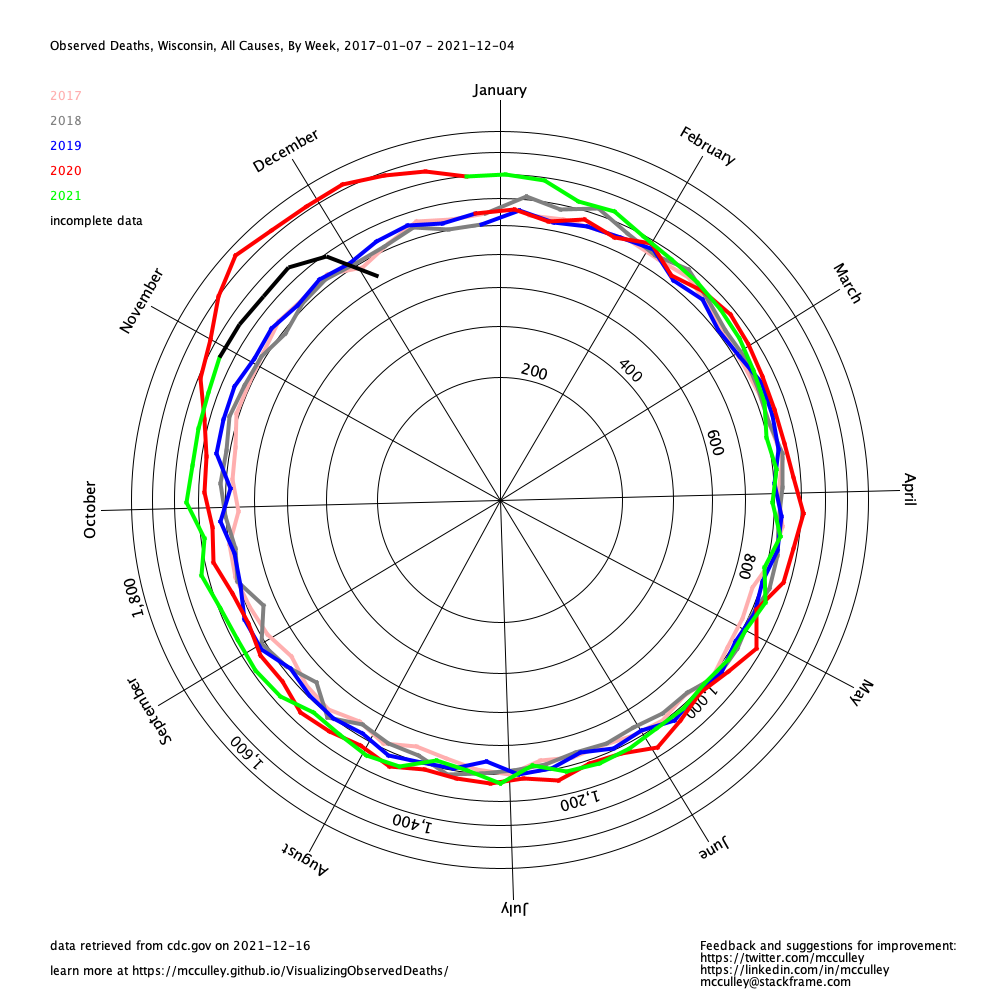 Observed Deaths, Wisconsin, All Causes, By Week, 2017-01-07 - 2021-12-04
2017
2018
2019
2020
2021
incomplete data
January
February
March
April
May
June
July
August
September
October
November
December
200
400
600
800
1,000
1,200
1,400
1,600
1,800
data retrieved from cdc.gov on 2021-12-16
learn more at https://mcculley.github.io/VisualizingObservedDeaths/
Feedback and suggestions for improvement:
https://twitter.com/mcculley
https://linkedin.com/in/mcculley
mcculley@stackframe.com